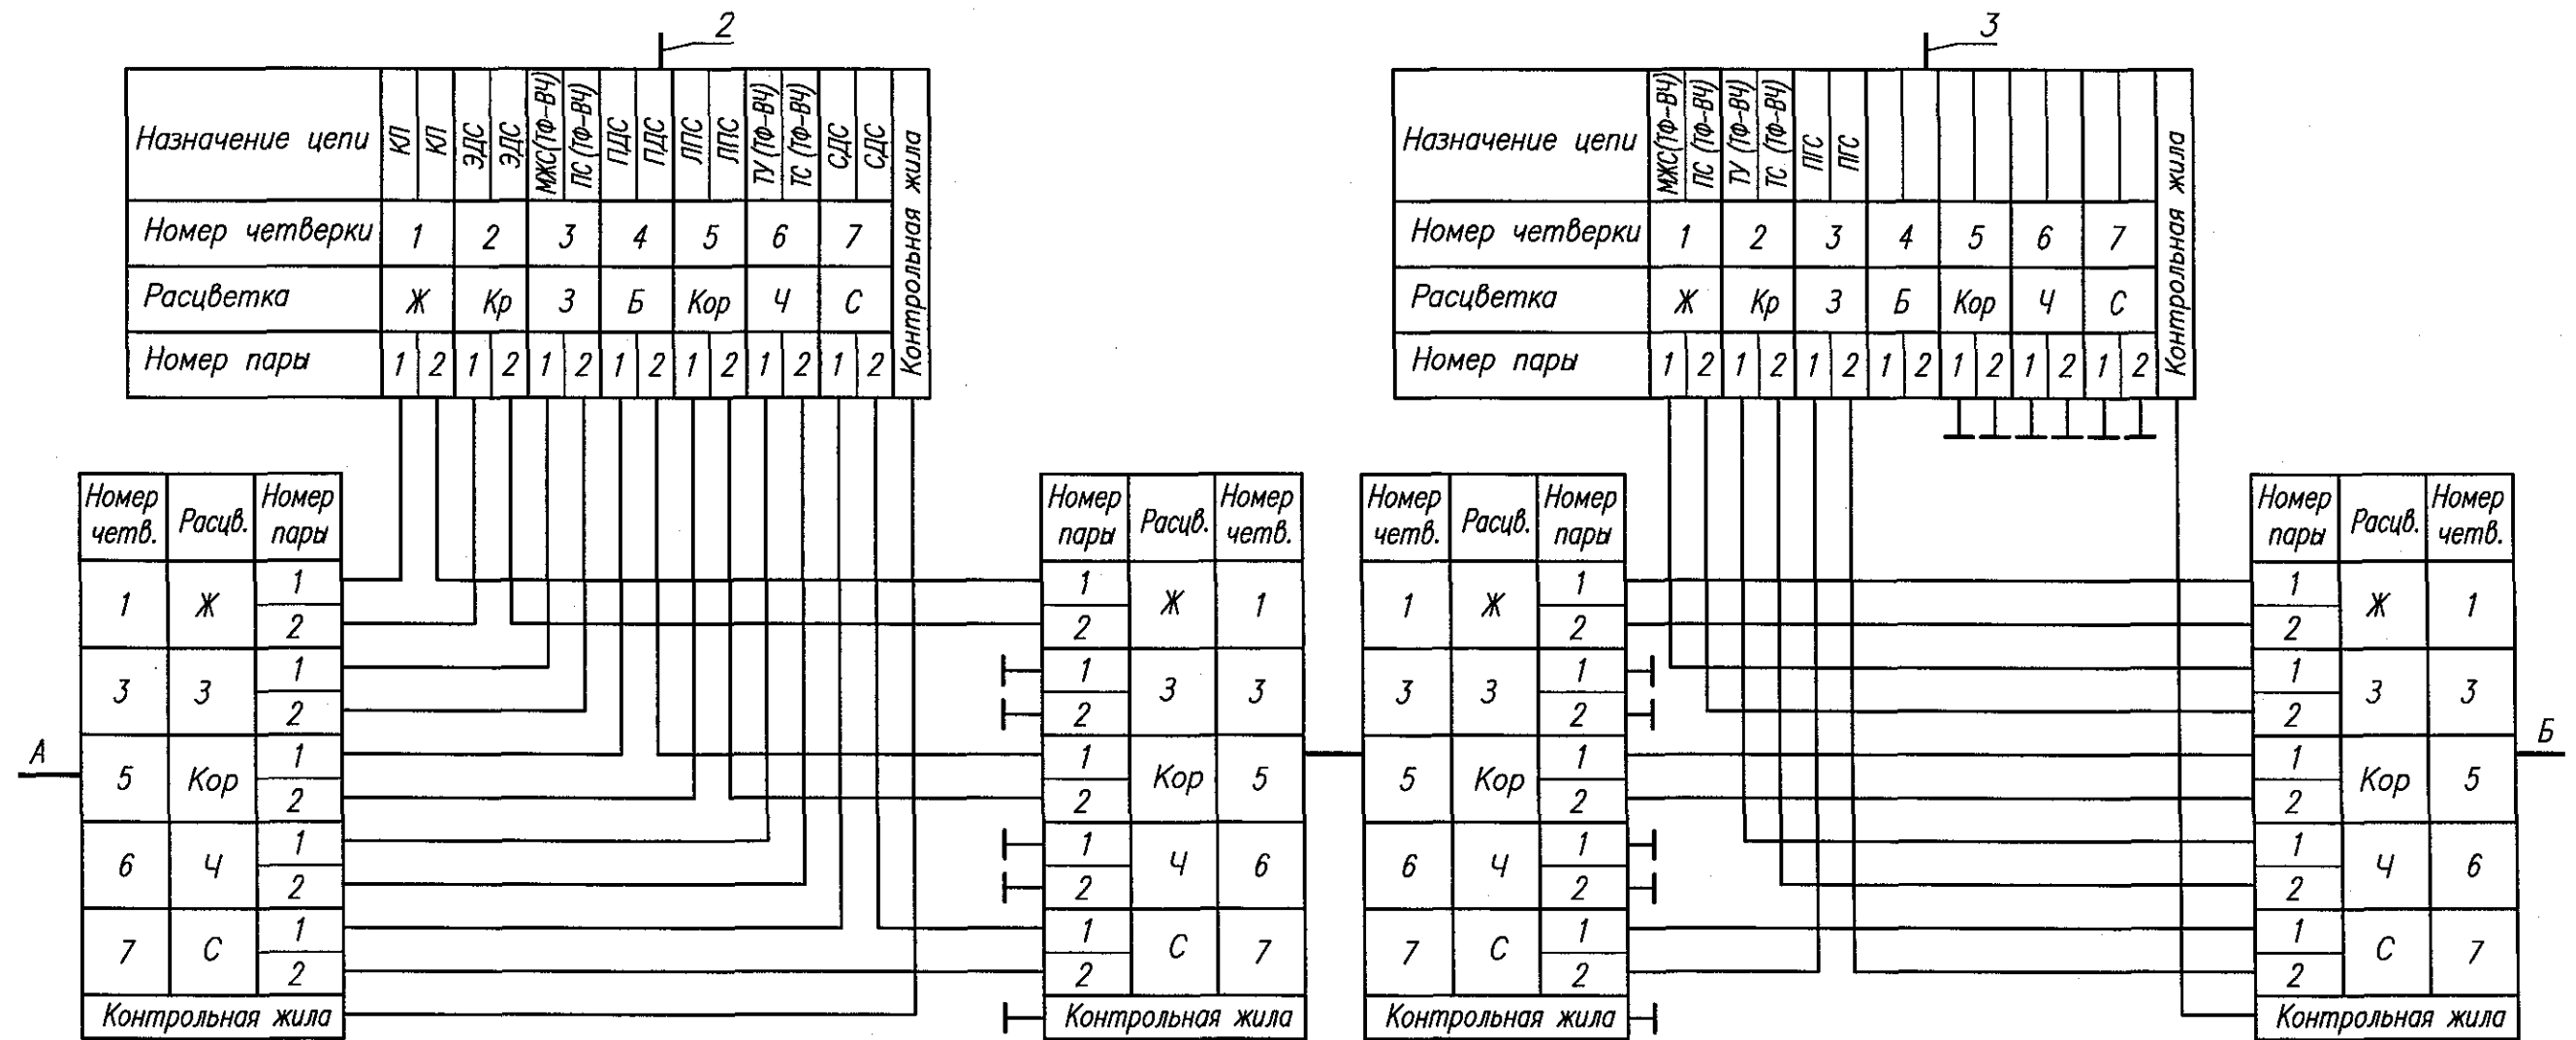 2
Назначение цепи КП КП ЭДС ЭДС МЖС(ТФ-ВЧ) ПС (ТФ-ВЧ) ПДС ПДС ЛПС ЛПС ТУ (ТФ-ВЧ) ТС (ТФ-ВЧ) СДС СДС Контрольная жила
Номер четверки 1 2 3 4 5 6 7
Расцветка Ж Кр З Б Кор Ч С
Номер пары 1 2 1 2 1 2 1 2 1 2 1 2 1 2
3
Назначение цепи МЖС(ТФ-ВЧ) ПС (ТФ-ВЧ) ТУ (ТФ-ВЧ) ТС (ТФ-ВЧ) ПГС ПГС Контрольная жила
Номер четверки 1 2 3 4 5 6 7
Расцветка Ж Кр З Б Кор Ч С
Номер пары 1 2 1 2 1 2 1 2 1 2 1 2 1 2
А
Номер четв. Расцв. Номер пары
1 Ж 1
2
3 З 1
2
5 Кор 1
2
6 Ч 1
2
7 С 1
2
Контрольная жила
Номер пары Расцв. Номер четв.
1 Ж 1
2
1 З 3
2
1 Кор 5
2
1 Ч 6
2
1 С 7
2
Контрольная жила
Номер четв. Расцв. Номер пары
1 Ж 1
2
3 З 1
2
5 Кор 1
2
6 Ч 1
2
7 С 1
2
Контрольная жила
Номер пары Расцв. Номер четв.
1 Ж 1
2
1 З 3
2
1 Кор 5
2
1 Ч 6
2
1 С 7
2
Контрольная жила
Б